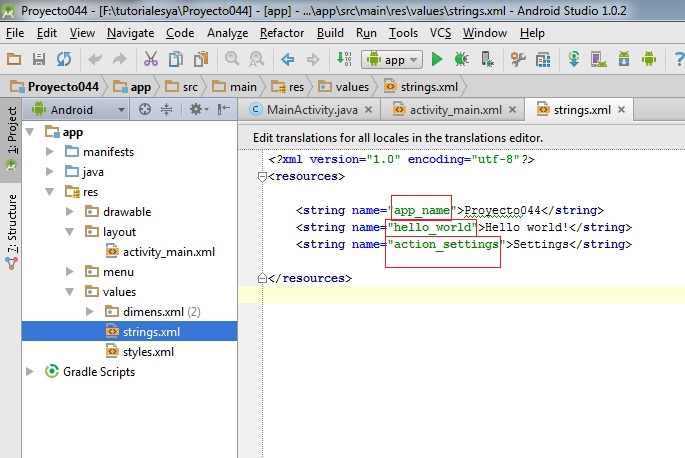 Proyecto044 - [F:\tutorialesya\Proyecto044] - [app] - ...\app\src\main\res\values\strings.xml - Android Studio 1.0.2
File Edit View Navigate Code Analyze Refactor Build Run Tools VCS Window Help
app
Proyecto044 app src main res values strings.xml
1: Project
7: Structure
Android
app
manifests
java
res
drawable
layout
activity_main.xml
menu
values
dimens.xml (2)
strings.xml
styles.xml
Gradle Scripts
MainActivity.java activity_main.xml strings.xml
Edit translations for all locales in the translations editor.
<?xml version="1.0" encoding="utf-8"?>
<resources>
<string name="app_name">Proyecto044</string>
<string name="hello_world">Hello world!</string>
<string name="action_settings">Settings</string>
</resources>